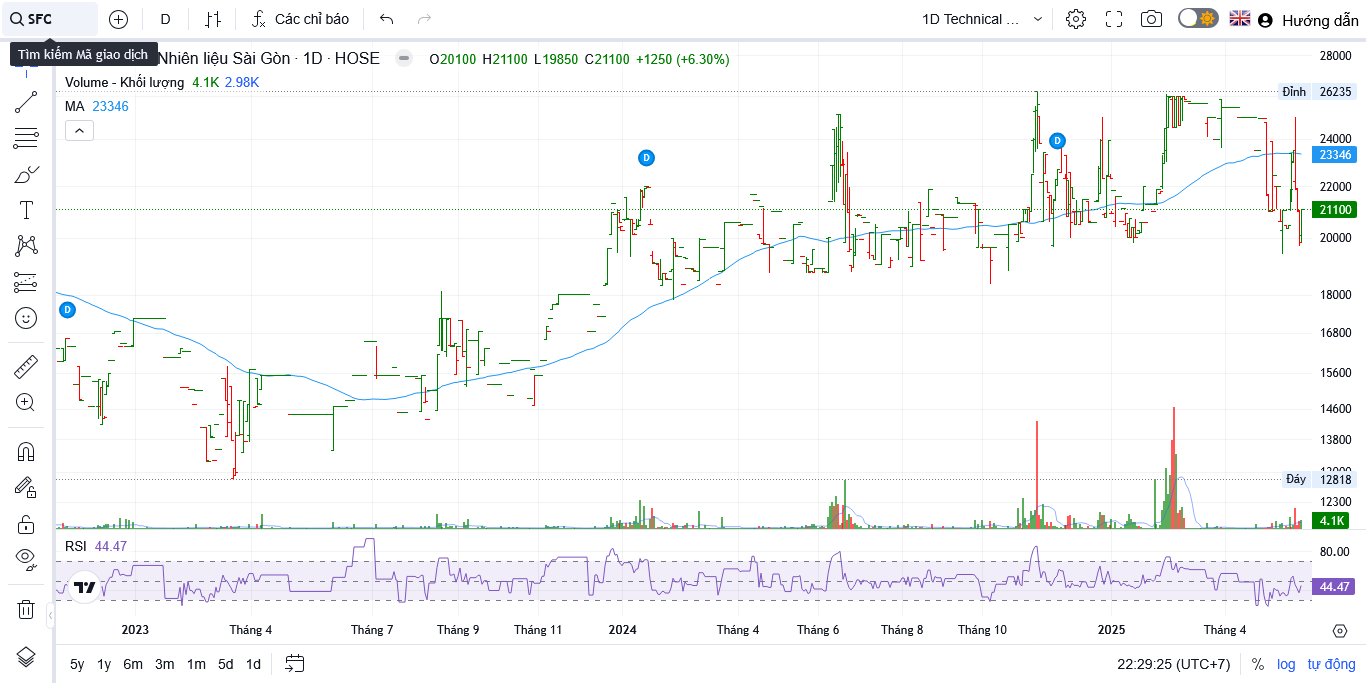 SFC D Các chỉ báo 1D Technical ... Hướng dẫn
Tìm kiếm Mã giao dịch Nhiên liệu Sài Gòn · 1D · HOSE O20100 H21100 L19850 C21100 +1250 (+6.30%)
Volume - Khối lượng 4.1K 2.98K
MA 23346
28000
Đỉnh 26235
24000
23346
22000
21100
20000
18000
16800
15600
14600
13800
Đáy 12818
12300
4.1K
D
D
D
RSI 44.47
80.00
44.47
2023 Tháng 4 Tháng 7 Tháng 9 Tháng 11 2024 Tháng 4 Tháng 6 Tháng 8 Tháng 10 2025 Tháng 4
5y 1y 6m 3m 1m 5d 1d 22:29:25 (UTC+7) % log tự động